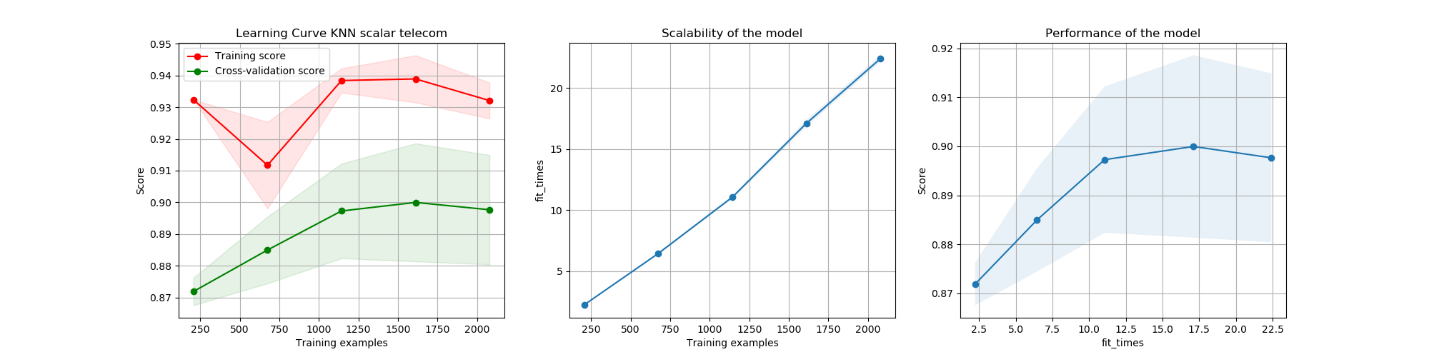 Learning Curve KNN scalar telecom
Training score
Cross-validation score
0.95
0.94
0.93
0.92
0.91
0.90
0.89
0.88
0.87
Score
250 500 750 1000 1250 1500 1750 2000
Training examples
Scalability of the model
20
15
10
5
fit_times
250 500 750 1000 1250 1500 1750 2000
Training examples
Performance of the model
0.92
0.91
0.90
0.89
0.88
0.87
Score
2.5 5.0 7.5 10.0 12.5 15.0 17.5 20.0 22.5
fit_times